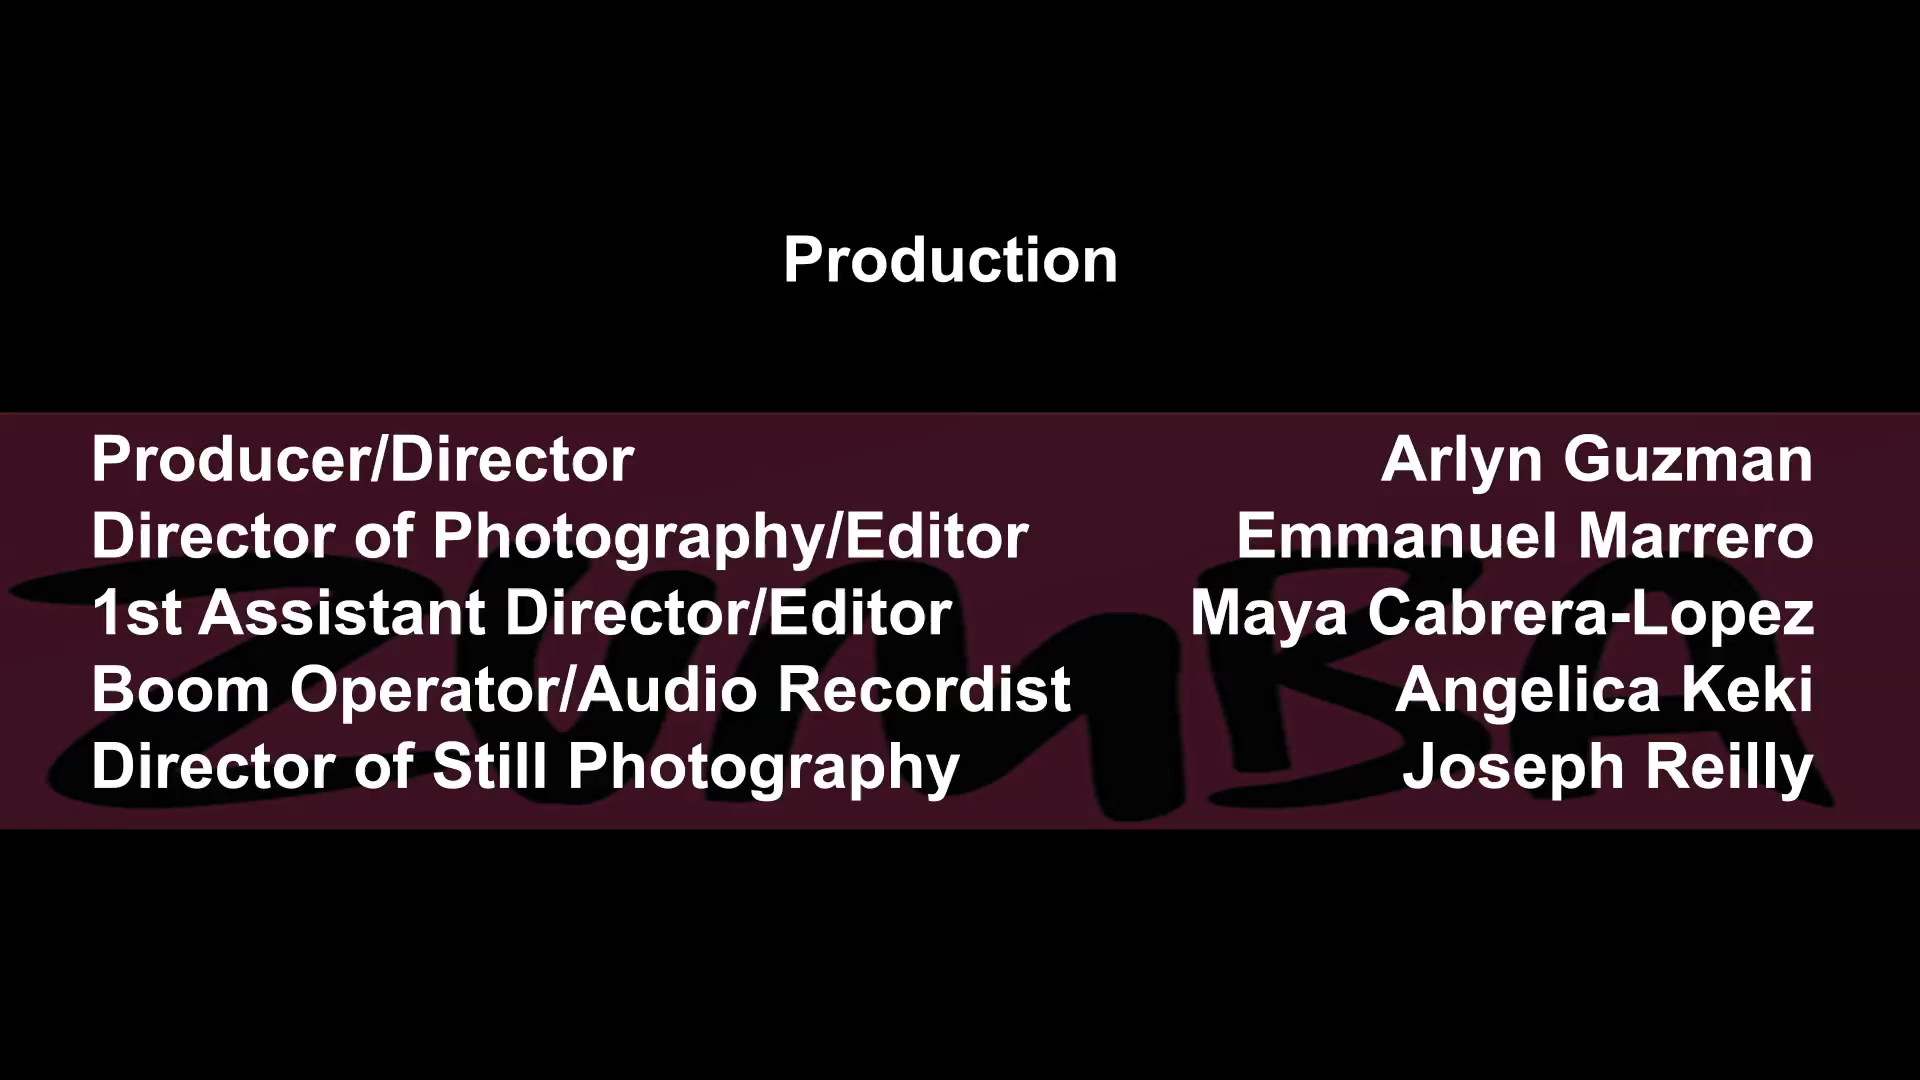 Production
Producer/Director Arlyn Guzman
Director of Photography/Editor Emmanuel Marrero
1st Assistant Director/Editor Maya Cabrera-Lopez
Boom Operator/Audio Recordist Angelica Keki
Director of Still Photography Joseph Reilly
ZUMBA